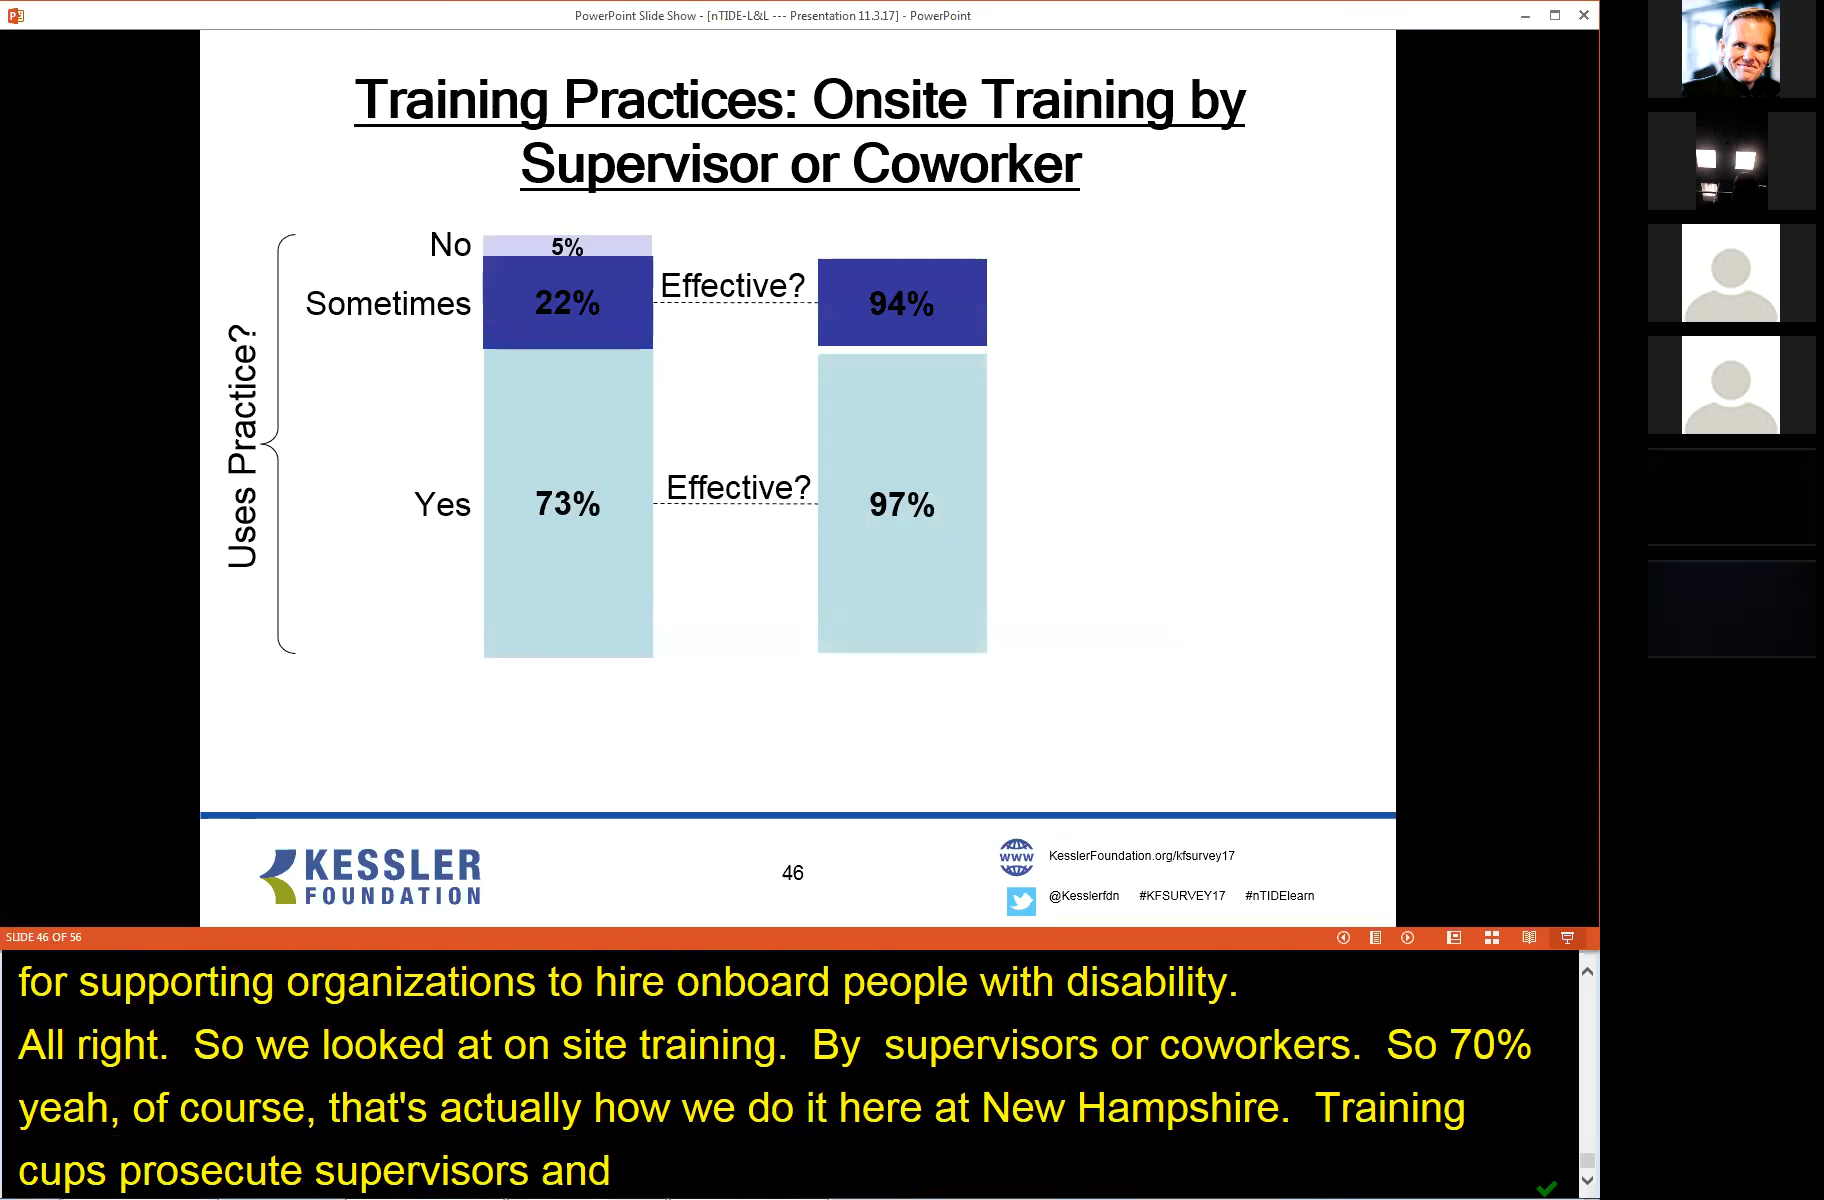 PowerPoint Slide Show - [nTIDE-L&L --- Presentation 11.3.17] - PowerPoint
Training Practices: Onsite Training by
Supervisor or Coworker
Uses Practice?
No
5%
Sometimes
22%
Effective?
94%
Yes
73%
Effective?
97%
KESSLER
FOUNDATION
46
www
KesslerFoundation.org/kfsurvey17
@Kesslerfdn #KFSURVEY17 #nTIDElearn
SLIDE 46 OF 56
for supporting organizations to hire onboard people with disability.
All right. So we looked at on site training. By supervisors or coworkers. So 70%
yeah, of course, that's actually how we do it here at New Hampshire. Training
cups prosecute supervisors and